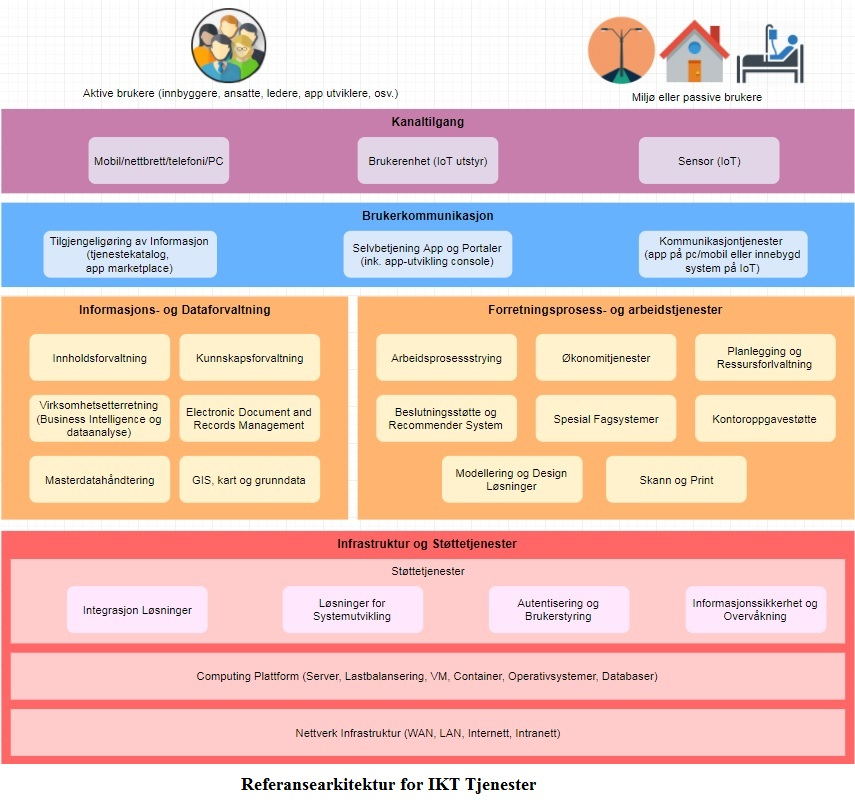 Aktive brukere (innbyggere, ansatte, ledere, app utviklere, osv.)
Miljø eller passive brukere
Kanaltilgang
Mobil/nettbrett/telefoni/PC
Brukerenhet (IoT utstyr)
Sensor (IoT)
Brukerkommunikasjon
Tilgjengeligøring av Informasjon
(tjenestekatalog,
app marketplace)
Selvbetjening App og Portaler
(ink. app-utvikling console)
Kommunikasjontjenester
(app på pc/mobil eller innebygd
system på IoT)
Informasjons- og Dataforvaltning
Innholdsforvaltning
Kunnskapsforvaltning
Virksomhetsetterretning
(Business Intelligence og
dataanalyse)
Electronic Document and
Records Management
Masterdatahåndtering
GIS, kart og grunndata
Forretningsprosess- og arbeidstjenester
Arbeidsprosessstrying
Økonomitjenester
Planlegging og
Ressursforlvaltning
Beslutningsstøtte og
Recommender System
Spesial Fagsystemer
Kontoroppgavestøtte
Modellering og Design
Løsninger
Skann og Print
Infrastruktur og Støttetjenester
Støttetjenester
Integrasjon Løsninger
Løsninger for
Systemutvikling
Autentisering og
Brukerstyring
Informasjonssikkerhet og
Overvåkning
Computing Plattform (Server, Lastbalansering, VM, Container, Operativsystemer, Databaser)
Nettverk Infrastruktur (WAN, LAN, Internett, Intranett)
Referansearkitektur for IKT Tjenester